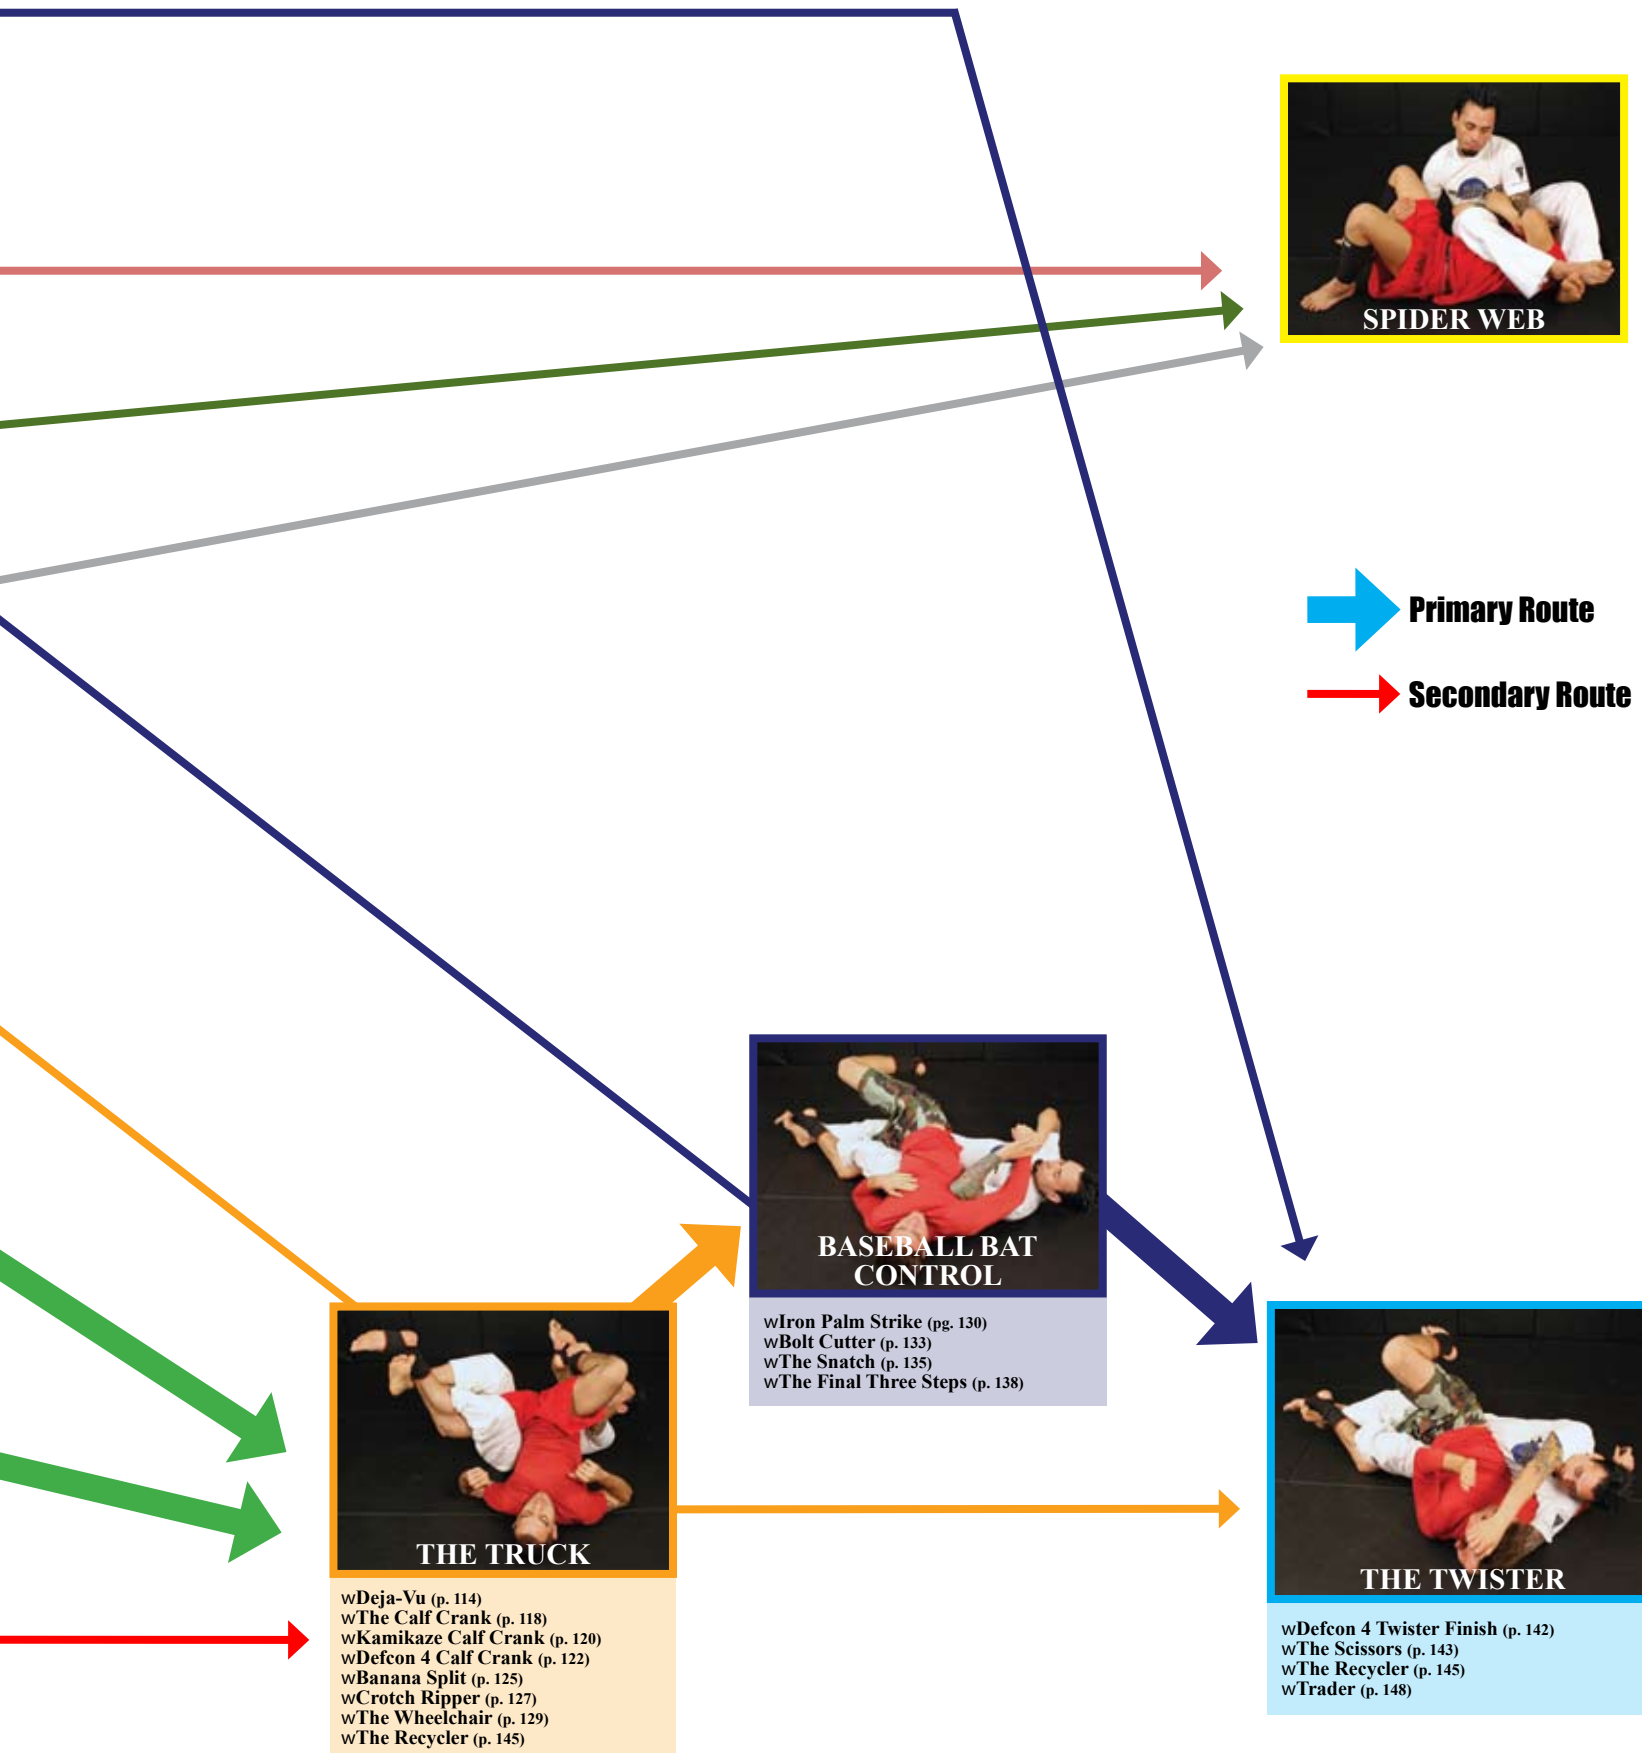 SPIDER WEB
Primary Route
Secondary Route
BASEBALL BAT
CONTROL
wIron Palm Strike (pg. 130)
wBolt Cutter (p. 133)
wThe Snatch (p. 135)
wThe Final Three Steps (p. 138)
THE TRUCK
wDeja-Vu (p. 114)
wThe Calf Crank (p. 118)
wKamikaze Calf Crank (p. 120)
wDefcon 4 Calf Crank (p. 122)
wBanana Split (p. 125)
wCrotch Ripper (p. 127)
wThe Wheelchair (p. 129)
wThe Recycler (p. 145)
THE TWISTER
wDefcon 4 Twister Finish (p. 142)
wThe Scissors (p. 143)
wThe Recycler (p. 145)
wTrader (p. 148)